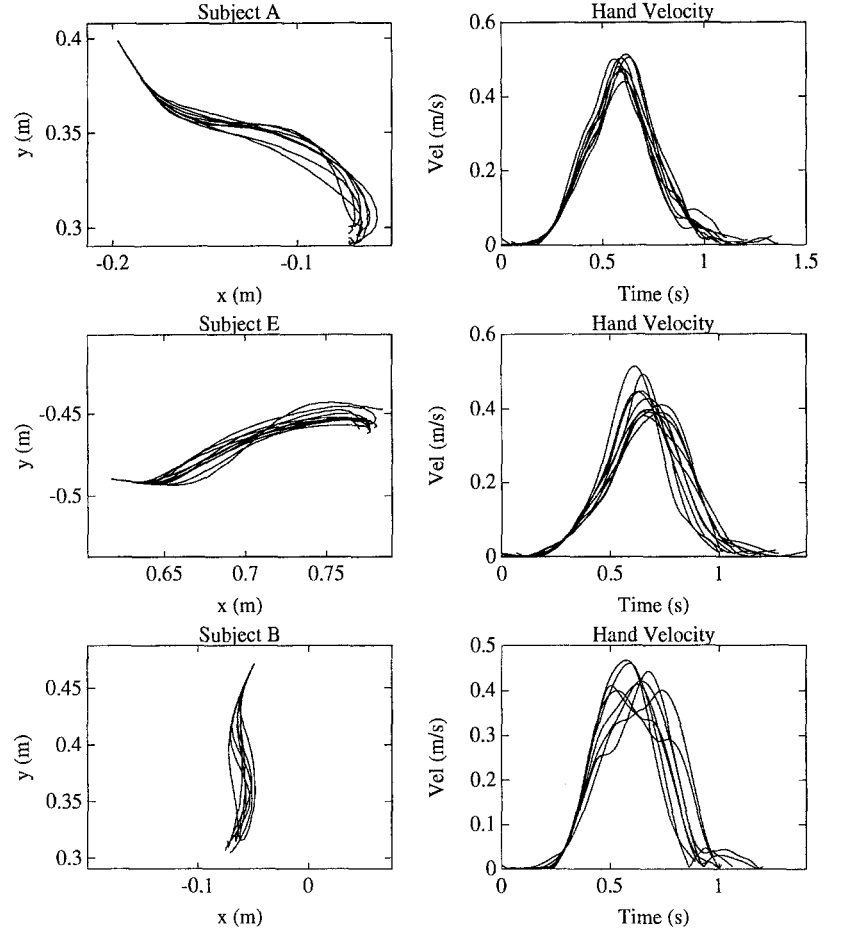 Subject A
0.4
0.35
0.3
y (m)
-0.2 -0.1
x (m)
Hand Velocity
0.6
0.4
0.2
0
Vel (m/s)
0 0.5 1 1.5
Time (s)
Subject E
-0.45
-0.5
y (m)
0.65 0.7 0.75
x (m)
Hand Velocity
0.6
0.4
0.2
0
Vel (m/s)
0 0.5 1
Time (s)
Subject B
0.45
0.4
0.35
0.3
y (m)
-0.1 0
x (m)
Hand Velocity
0.5
0.4
0.3
0.2
0.1
0
Vel (m/s)
0 0.5 1
Time (s)